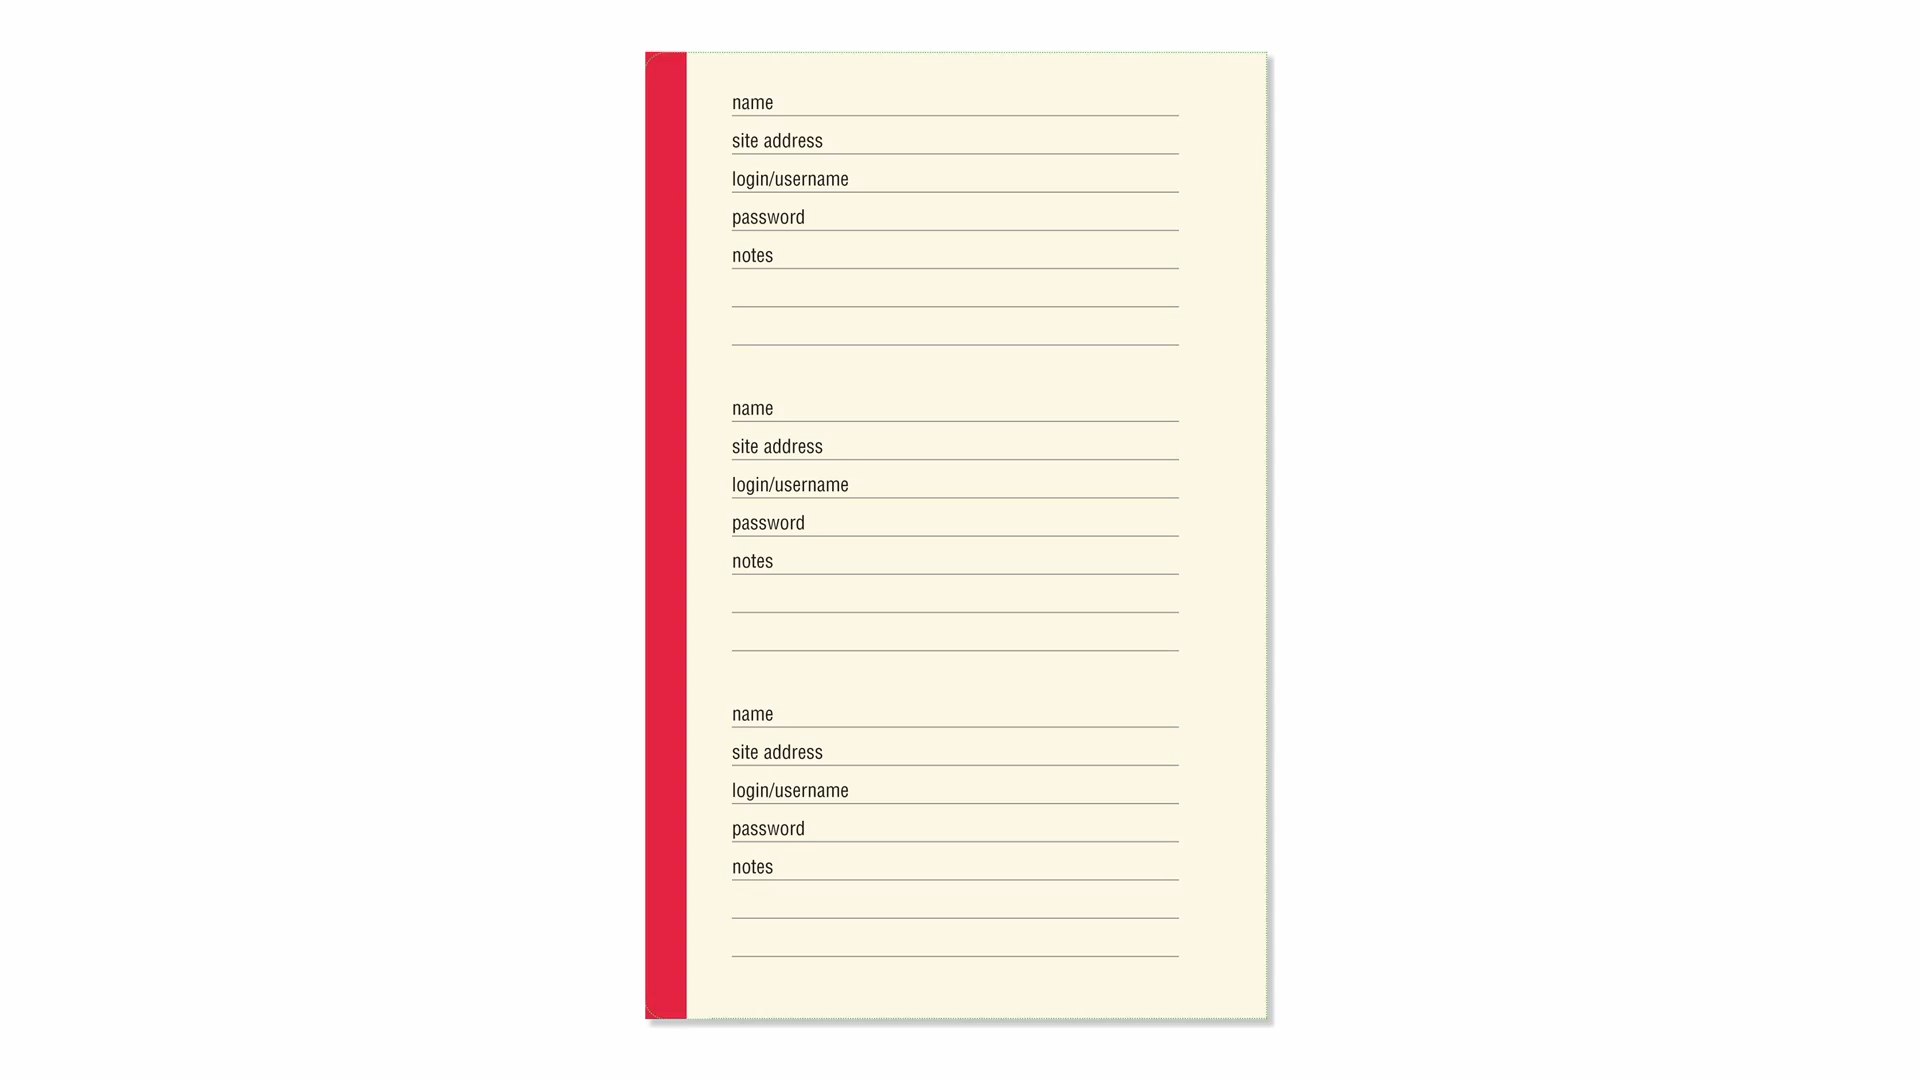 name
site address
login/username
password
notes
name
site address
login/username
password
notes
name
site address
login/username
password
notes